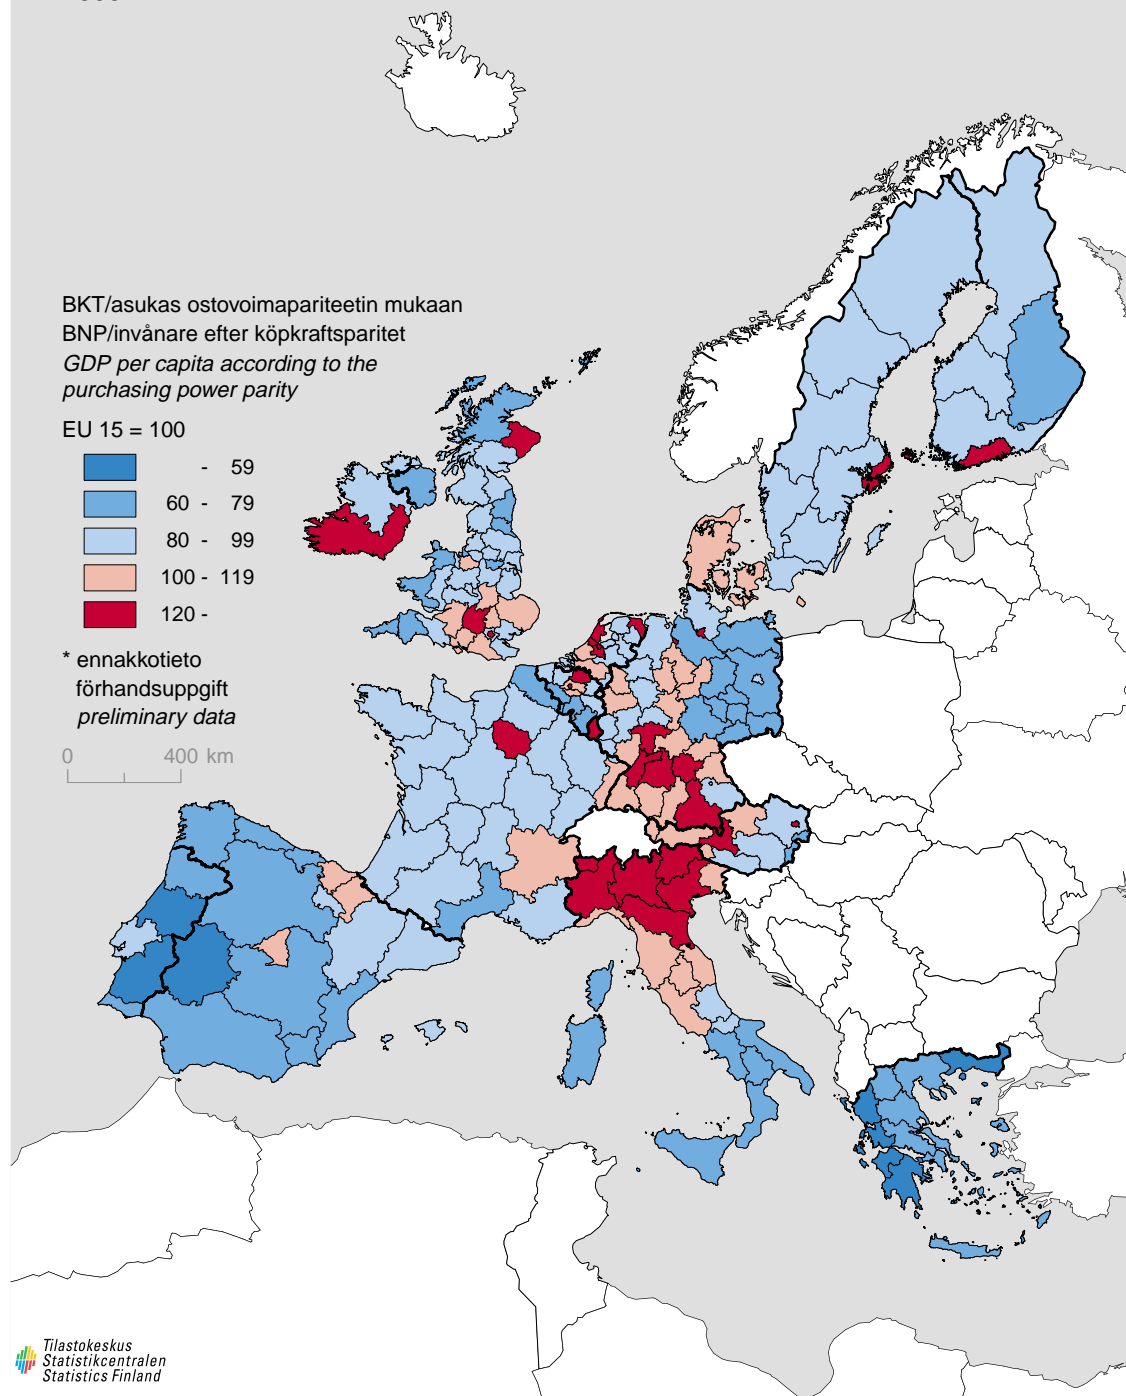 BKT/asukas ostovoimapariteetin mukaan
BNP/invånare efter köpkraftsparitet
GDP per capita according to the
purchasing power parity
EU 15 = 100
- 59
60 - 79
80 - 99
100 - 119
120 -
* ennakkotieto
förhandsuppgift
preliminary data
0 400 km
Tilastokeskus
Statistikcentralen
Statistics Finland